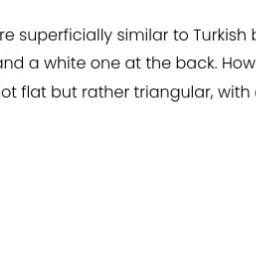 re superficially similar to Turkish
and a white one at the back. How
ot flat but rather triangular, with